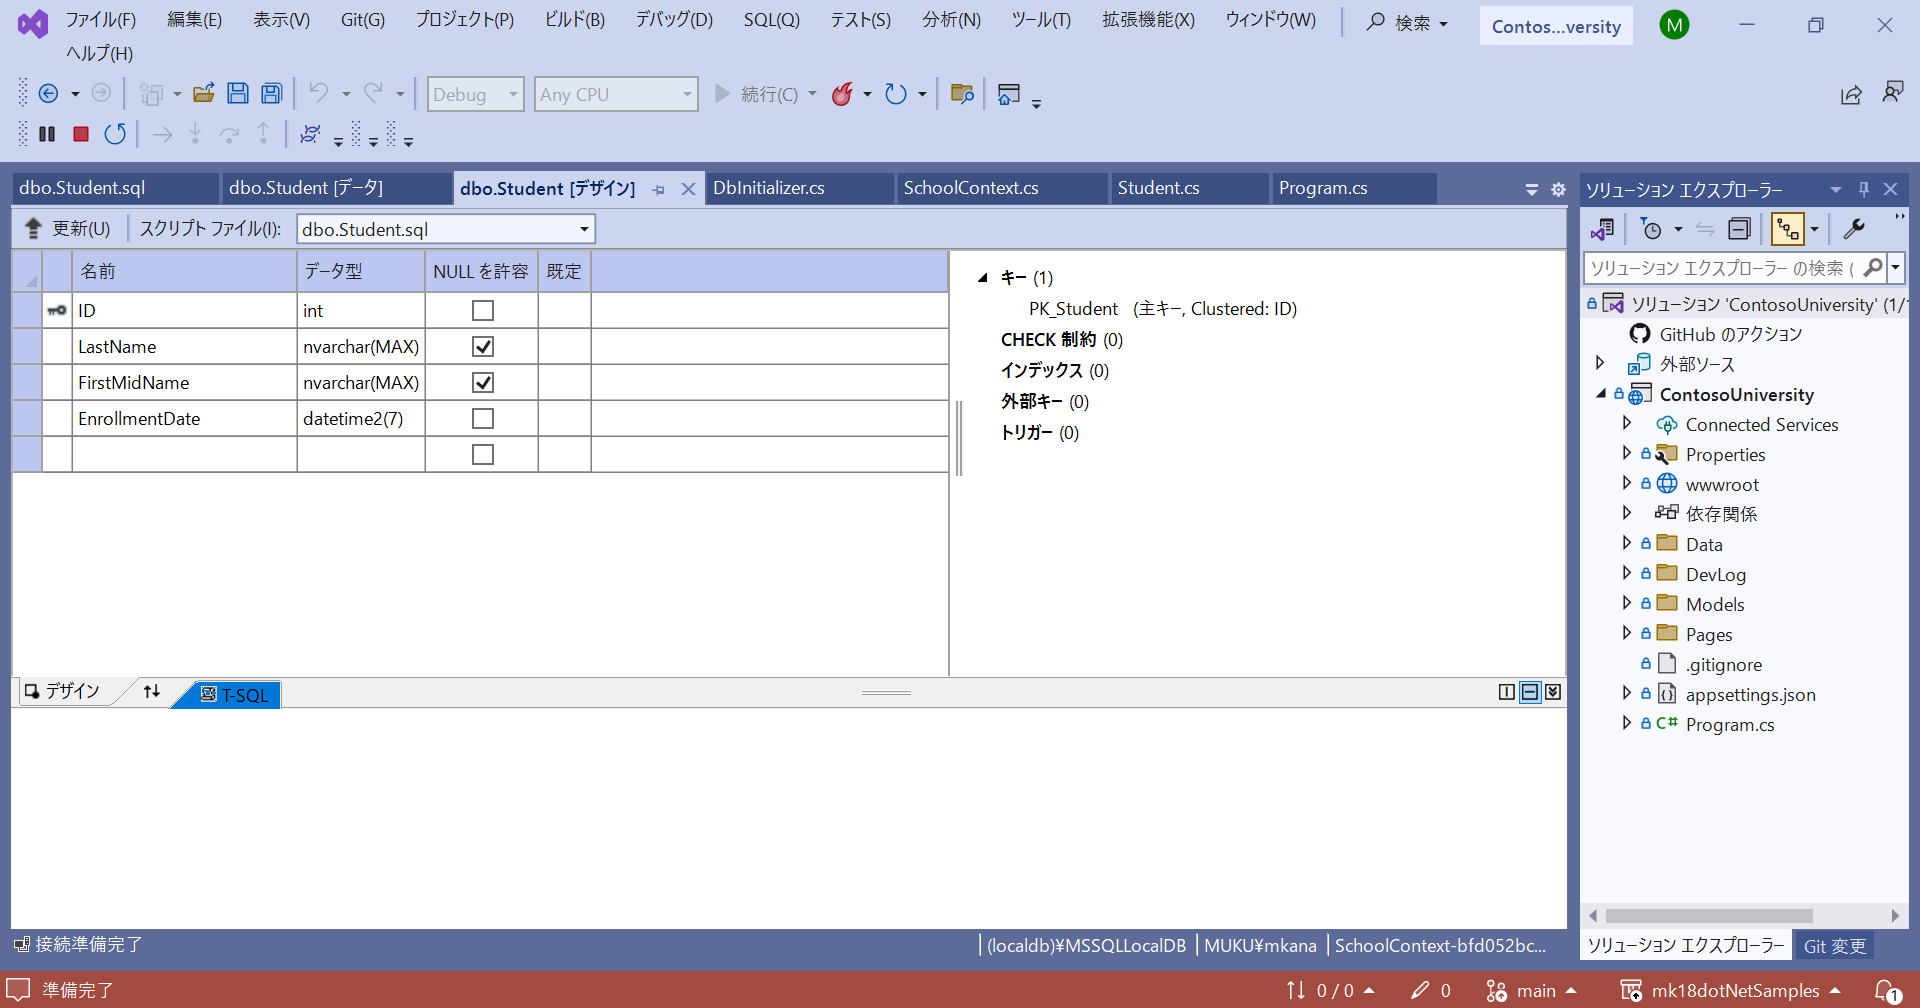 ファイル(F) 編集(E) 表示(V) Git(G) プロジェクト(P) ビルド(B) デバッグ(D) SQL(Q) テスト(S) 分析(N) ツール(T) 拡張機能(X) ウィンドウ(W) 検索 Contos...versity M
ヘルプ(H)
Debug Any CPU 続行(C)
dbo.Student.sql dbo.Student [データ] dbo.Student [デザイン] DbInitializer.cs SchoolContext.cs Student.cs Program.cs
更新(U) スクリプト ファイル(I): dbo.Student.sql
名前 データ型 NULL を許容 既定
ID int
LastName nvarchar(MAX)
FirstMidName nvarchar(MAX)
EnrollmentDate datetime2(7)
キー (1)
PK_Student (主キー, Clustered: ID)
CHECK 制約 (0)
インデックス (0)
外部キー (0)
トリガー (0)
デザイン T-SQL
接続準備完了 (localdb)¥MSSQLLocalDB MUKU¥mkana SchoolContext-bfd052bc...
ソリューション エクスプローラー
ソリューション エクスプローラー の検索 (
ソリューション 'ContosoUniversity' (1/
GitHub のアクション
外部ソース
ContosoUniversity
Connected Services
Properties
wwwroot
依存関係
Data
DevLog
Models
Pages
.gitignore
appsettings.json
C# Program.cs
ソリューション エクスプローラー Git 変更
準備完了 0 / 0 0 main mk18dotNetSamples 1